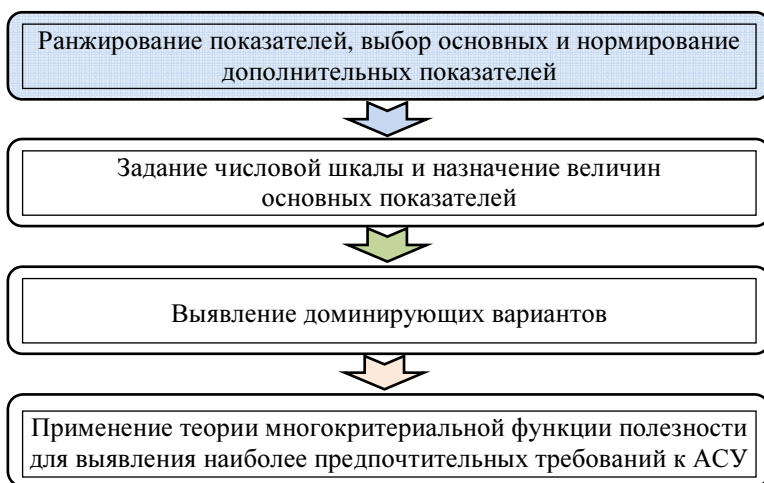 Ранжирование показателей, выбор основных и нормирование
дополнительных показателей
Задание числовой шкалы и назначение величин
основных показателей
Выявление доминирующих вариантов
Применение теории многокритериальной функции полезности
для выявления наиболее предпочтительных требований к АСУ